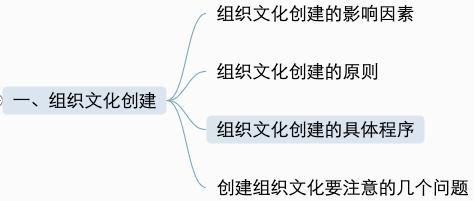 组织文化创建的影响因素
组织文化创建的原则
一、组织文化创建
组织文化创建的具体程序
创建组织文化要注意的几个问题